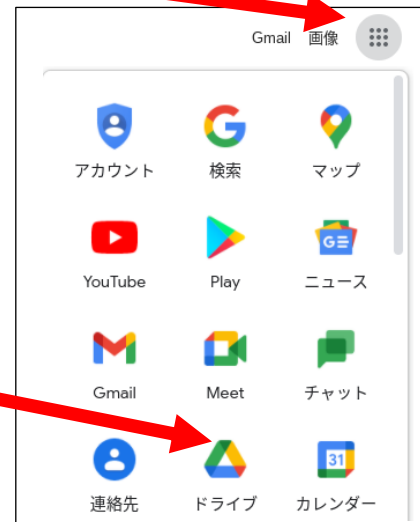 Gmail 画像
アカウント 検索 マップ
YouTube Play ニュース
Gmail Meet チャット
連絡先 ドライブ カレンダー
31